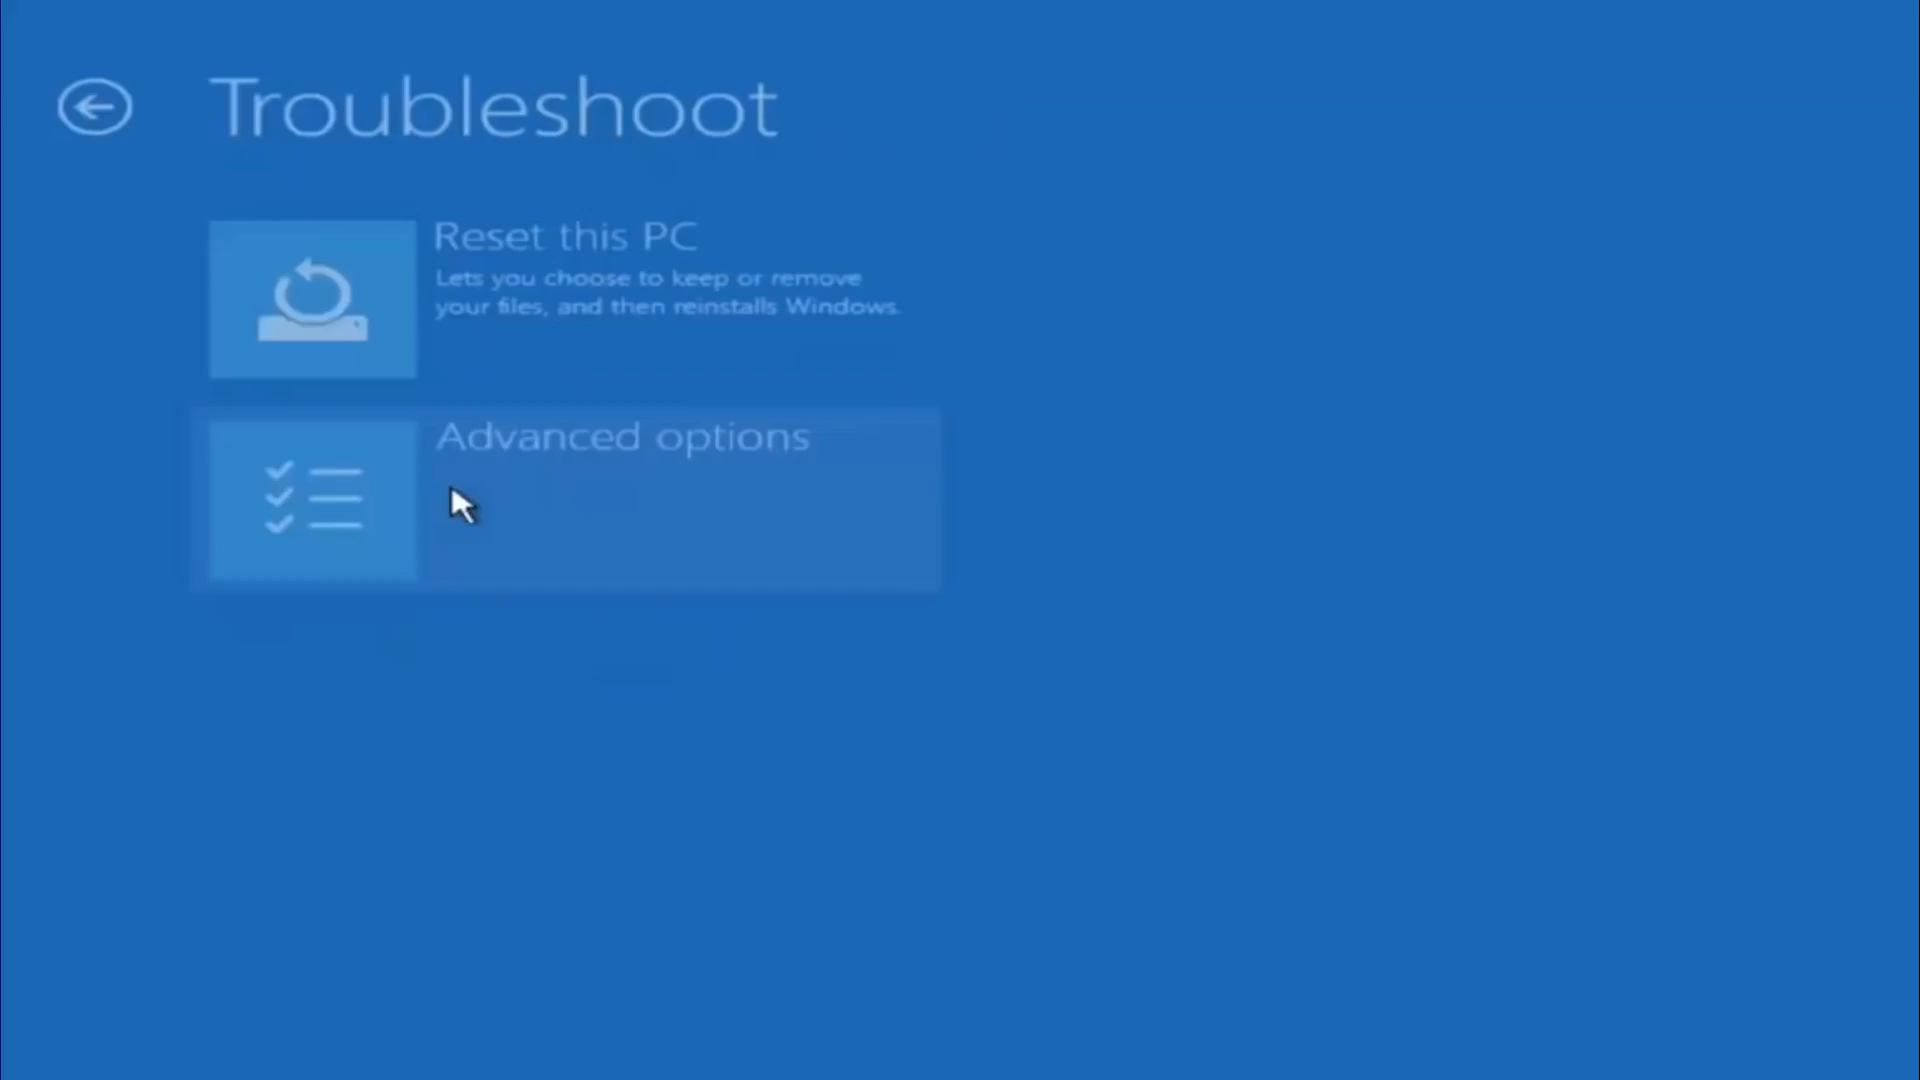 Troubleshoot
Reset this PC
Lets you choose to keep or remove
your files, and then reinstalls Windows.
Advanced options